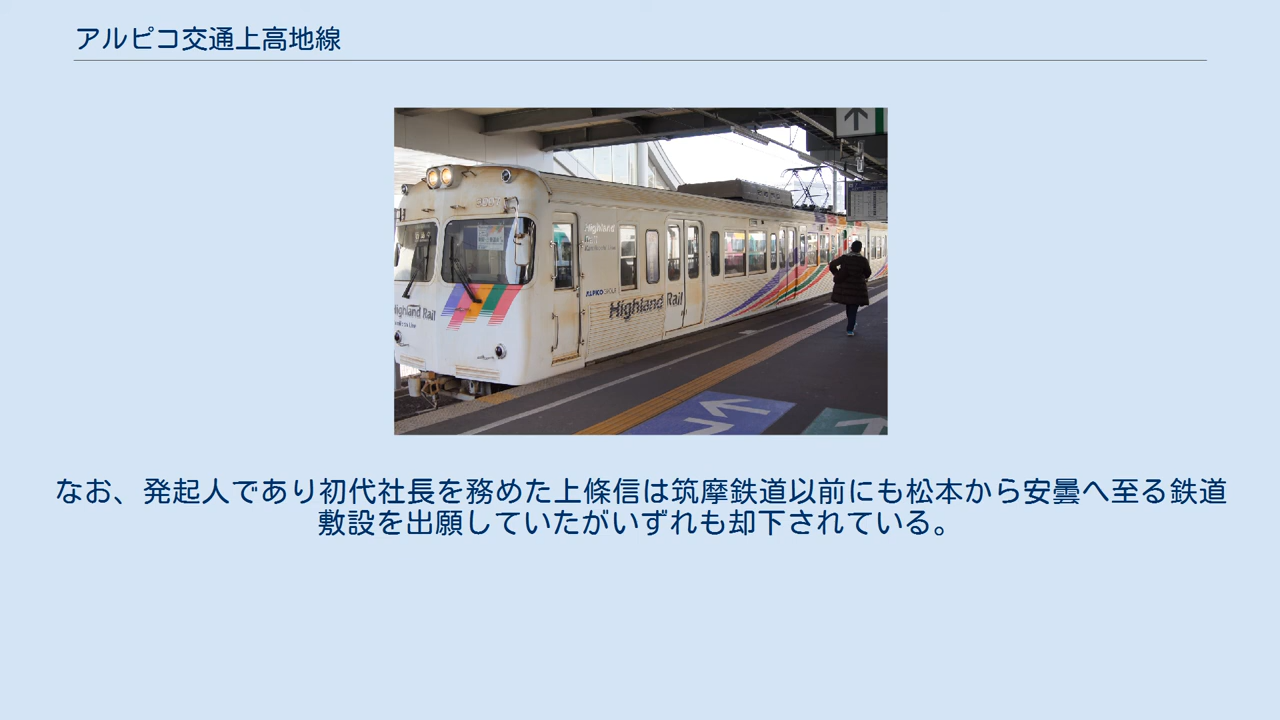 アルピコ交通上高地線
Highland
Rail
ALPICO GROUP
Highland Rail
Highland Rail
なお、発起人であり初代社長を務めた上條信は筑摩鉄道以前にも松本から安曇へ至る鉄道
敷設を出願していたがいずれも却下されている。